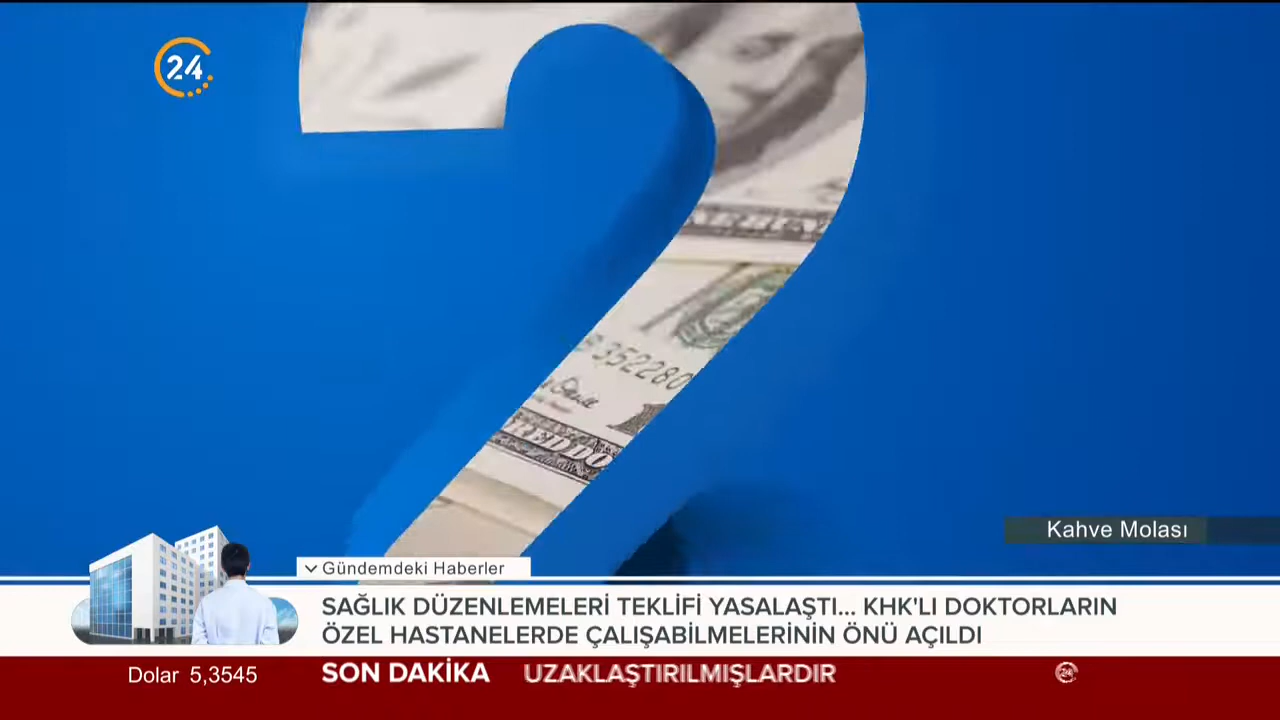 24
352280
Kahve Molası
Gündemdeki Haberler
SAĞLIK DÜZENLEMELERİ TEKLİFİ YASALAŞTI... KHK'LI DOKTORLARIN
ÖZEL HASTANELERDE ÇALIŞABİLMELERİNİN ÖNÜ AÇILDI
Dolar 5,3545 SON DAKİKA UZAKLAŞTIRILMIŞLARDIR